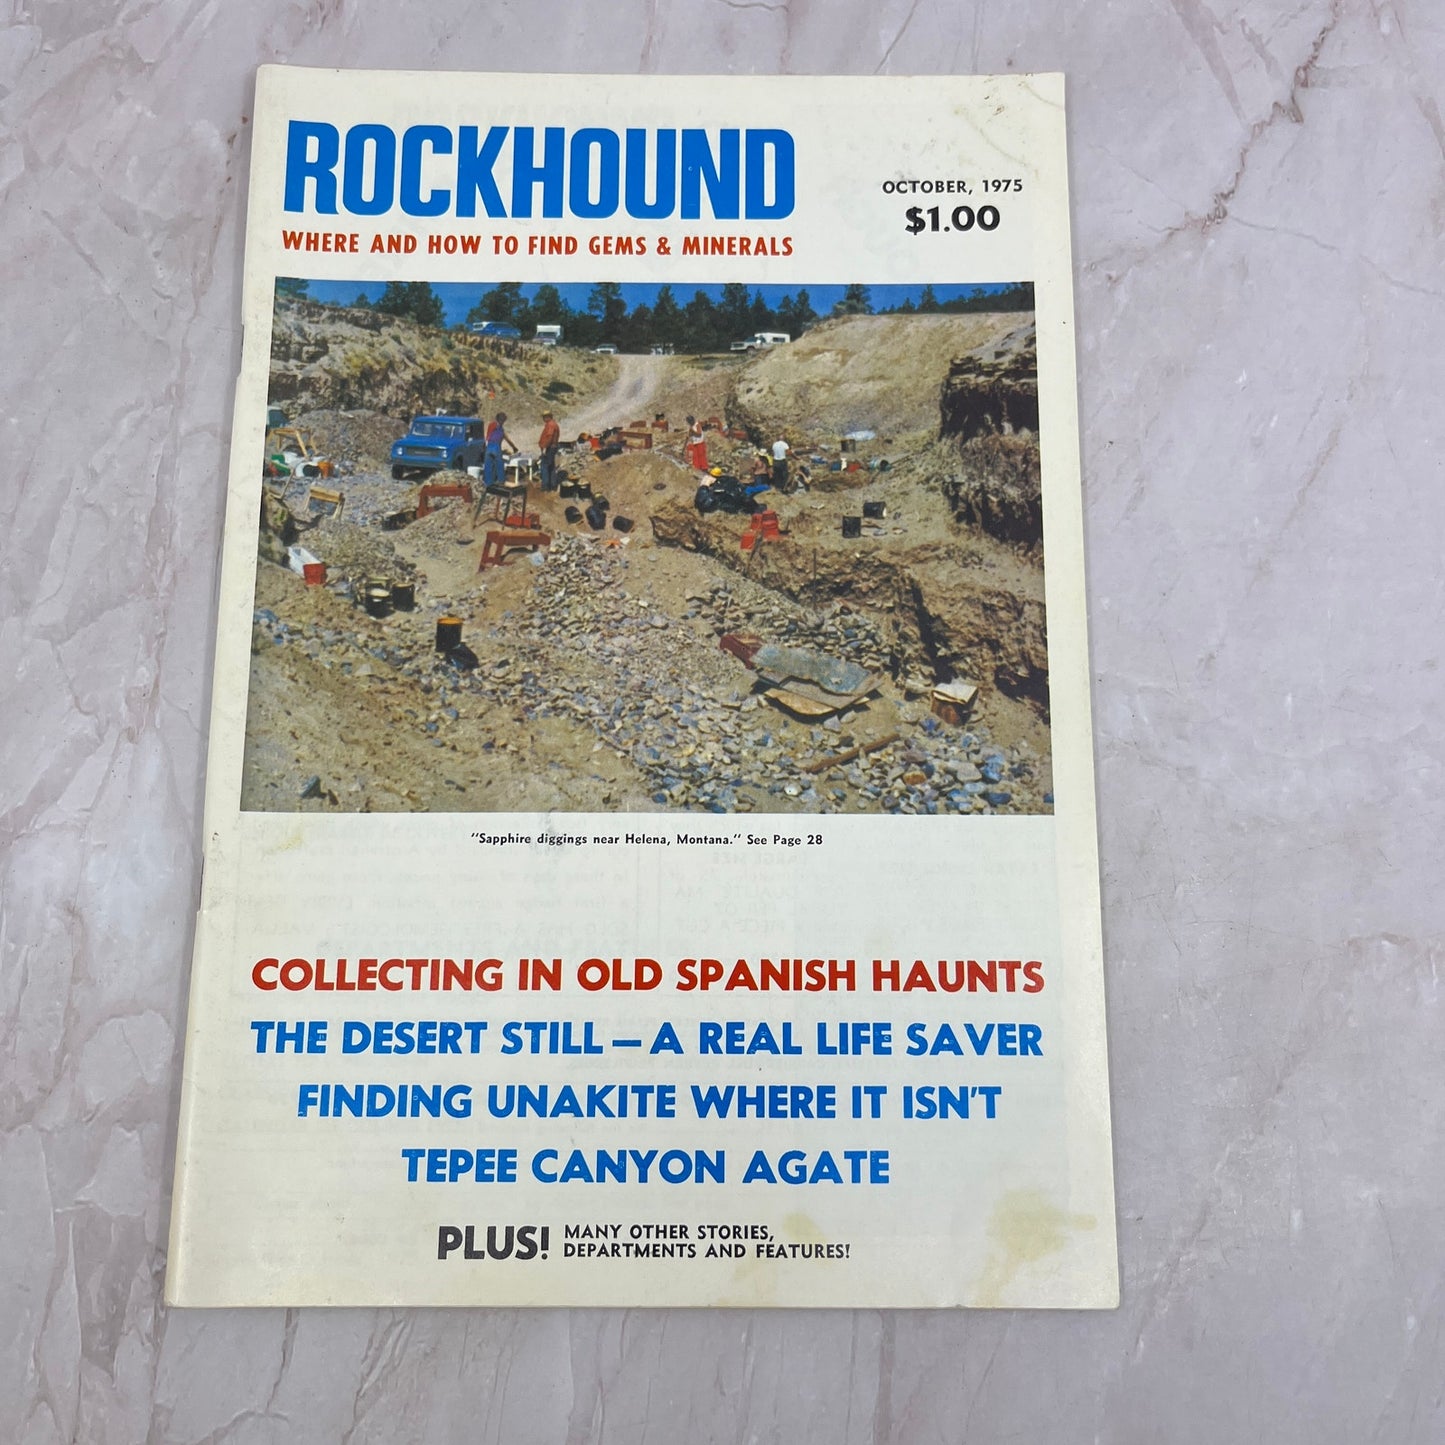 ROCKHOUND
OCTOBER, 1975
$1.00
WHERE AND HOW TO FIND GEMS & MINERALS
"Sapphire diggings near Helena, Montana." See Page 28
COLLECTING IN OLD SPANISH HAUNTS
THE DESERT STILL — A REAL LIFE SAVER
FINDING UNAKITE WHERE IT ISN'T
TEPEE CANYON AGATE
PLUS! MANY OTHER STORIES,
DEPARTMENTS AND FEATURES!